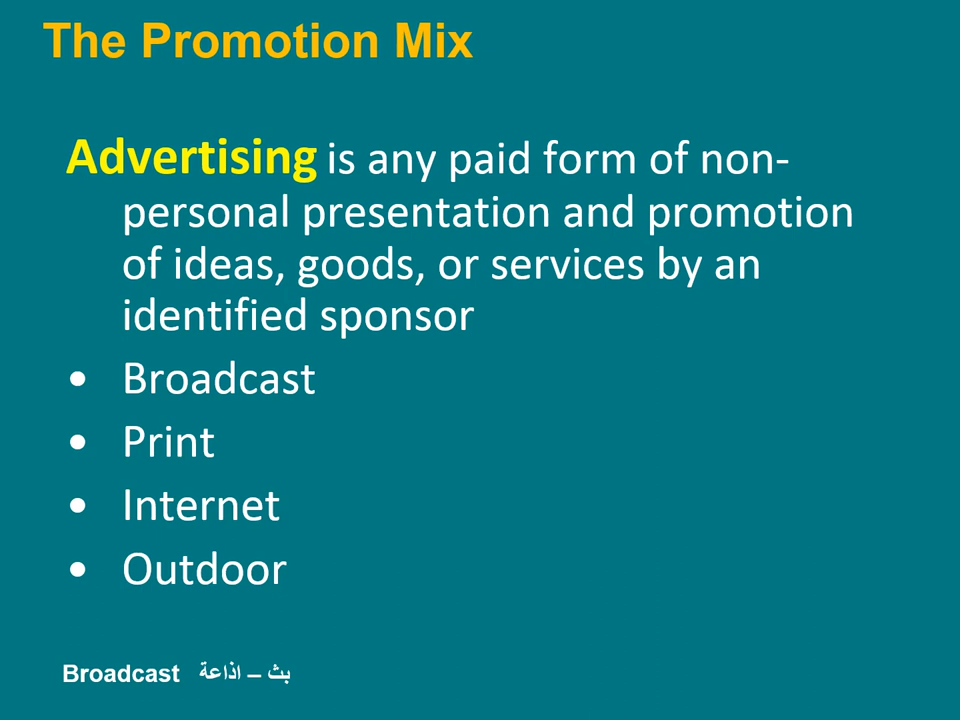 The Promotion Mix
Advertising is any paid form of non-
personal presentation and promotion
of ideas, goods, or services by an
identified sponsor
• Broadcast
• Print
• Internet
• Outdoor
Broadcast بث – اذاعة